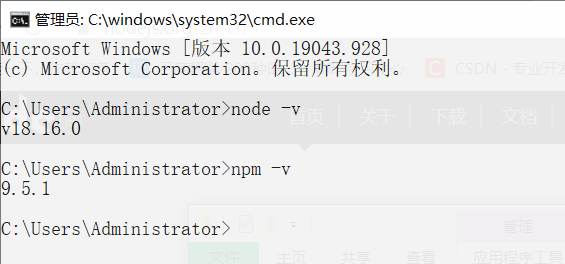 管理员: C:\windows\system32\cmd.exe
Microsoft Windows [版本 10.0.19043.928]
(c) Microsoft Corporation. 保留所有权利。
CSDN - 专业开发
C:\Users\Administrator>node -v
v18.16.0
首页 关于 下载 文档
C:\Users\Administrator>npm -v
9.5.1
C:\Users\Administrator>
管理
文件 主页 共享 查看 应用程序工具